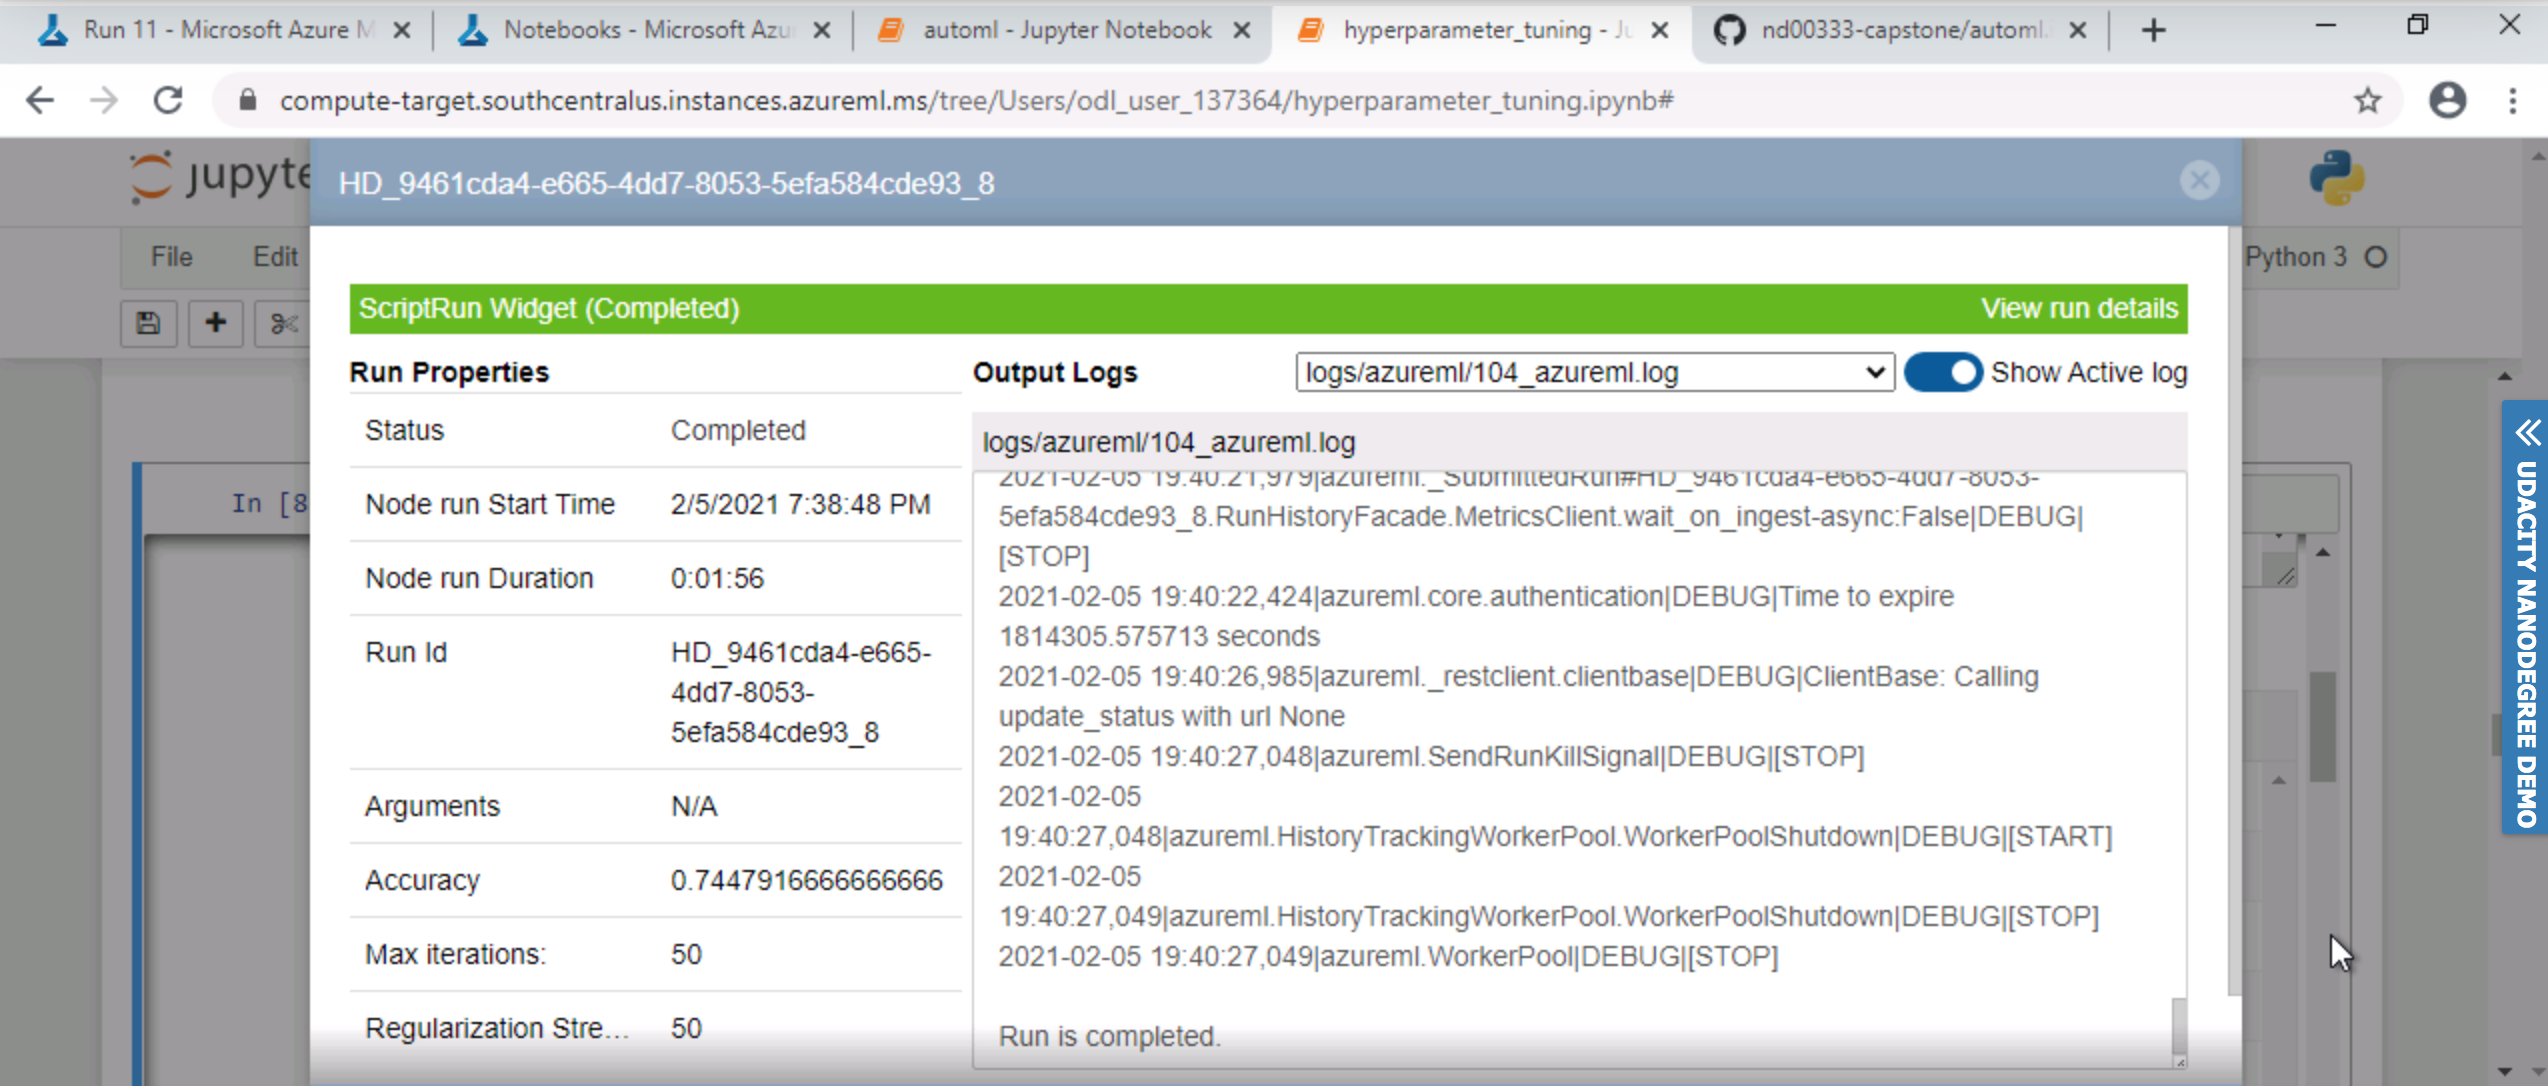 Run 11 - Microsoft Azure M
Notebooks - Microsoft Azu
automl - Jupyter Notebook
hyperparameter_tuning - Ju
nd00333-capstone/automl.
compute-target.southcentralus.instances.azureml.ms/tree/Users/odl_user_137364/hyperparameter_tuning.ipynb#
jupyte
HD_9461cda4-e665-4dd7-8053-5efa584cde93_8
File Edit
Python 3
ScriptRun Widget (Completed)
View run details
Run Properties
Status Completed
Node run Start Time 2/5/2021 7:38:48 PM
Node run Duration 0:01:56
Run Id HD_9461cda4-e665-
4dd7-8053-
5efa584cde93_8
Arguments N/A
Accuracy 0.7447916666666666
Max iterations: 50
Regularization Stre... 50
In [8
Output Logs
logs/azureml/104_azureml.log
Show Active log
logs/azureml/104_azureml.log
2021-02-05 19:40:21,979|azureml._SubmittedRun#HD_9461cda4-e665-4dd7-8053-
5efa584cde93_8.RunHistoryFacade.MetricsClient.wait_on_ingest-async:False|DEBUG|
[STOP]
2021-02-05 19:40:22,424|azureml.core.authentication|DEBUG|Time to expire
1814305.575713 seconds
2021-02-05 19:40:26,985|azureml._restclient.clientbase|DEBUG|ClientBase: Calling
update_status with url None
2021-02-05 19:40:27,048|azureml.SendRunKillSignal|DEBUG|[STOP]
2021-02-05
19:40:27,048|azureml.HistoryTrackingWorkerPool.WorkerPoolShutdown|DEBUG|[START]
2021-02-05
19:40:27,049|azureml.HistoryTrackingWorkerPool.WorkerPoolShutdown|DEBUG|[STOP]
2021-02-05 19:40:27,049|azureml.WorkerPool|DEBUG|[STOP]
Run is completed.
UDACITY NANODEGREE DEMO